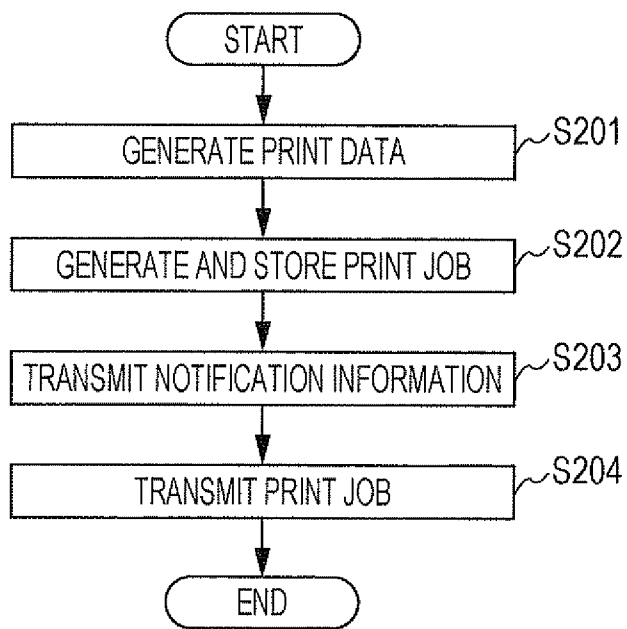 START
GENERATE PRINT DATA
S201
GENERATE AND STORE PRINT JOB
S202
TRANSMIT NOTIFICATION INFORMATION
S203
TRANSMIT PRINT JOB
S204
END